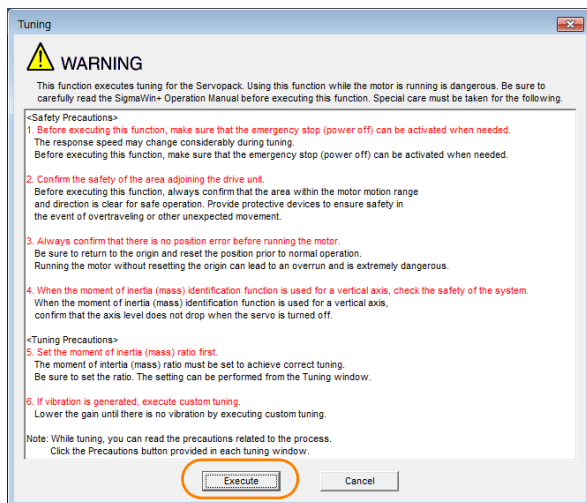 Tuning
WARNING
This function executes tuning for the Servopack. Using this function while the motor is running is dangerous. Be sure to
carefully read the SigmaWin+ Operation Manual before executing this function. Special care must be taken for the following.
<Safety Precautions>
1. Before executing this function, make sure that the emergency stop (power off) can be activated when needed.
The response speed may change considerably during tuning.
Before executing this function, make sure that the emergency stop (power off) can be activated when needed.
2. Confirm the safety of the area adjoining the drive unit.
Before executing this function, always confirm that the area within the motor motion range
and direction is clear for safe operation. Provide protective devices to ensure safety in
the event of overtraveling or other unexpected movement.
3. Always confirm that there is no position error before running the motor.
Be sure to return to the origin and reset the position prior to normal operation.
Running the motor without resetting the origin can lead to an overrun and is extremely dangerous.
4. When the moment of inertia (mass) identification function is used for a vertical axis, check the safety of the system.
When the moment of inertia (mass) identification function is used for a vertical axis,
confirm that the axis level does not drop when the servo is turned off.
<Tuning Precautions>
5. Set the moment of inertia (mass) ratio first.
The moment of intertia (mass) ratio must be set to achieve correct tuning.
Be sure to set the ratio. The setting can be performed from the Tuning window.
6. If vibration is generated, execute custom tuning.
Lower the gain until there is no vibration by executing custom tuning.
Note: While tuning, you can read the precautions related to the process.
Click the Precautions button provided in each tuning window.
Execute
Cancel